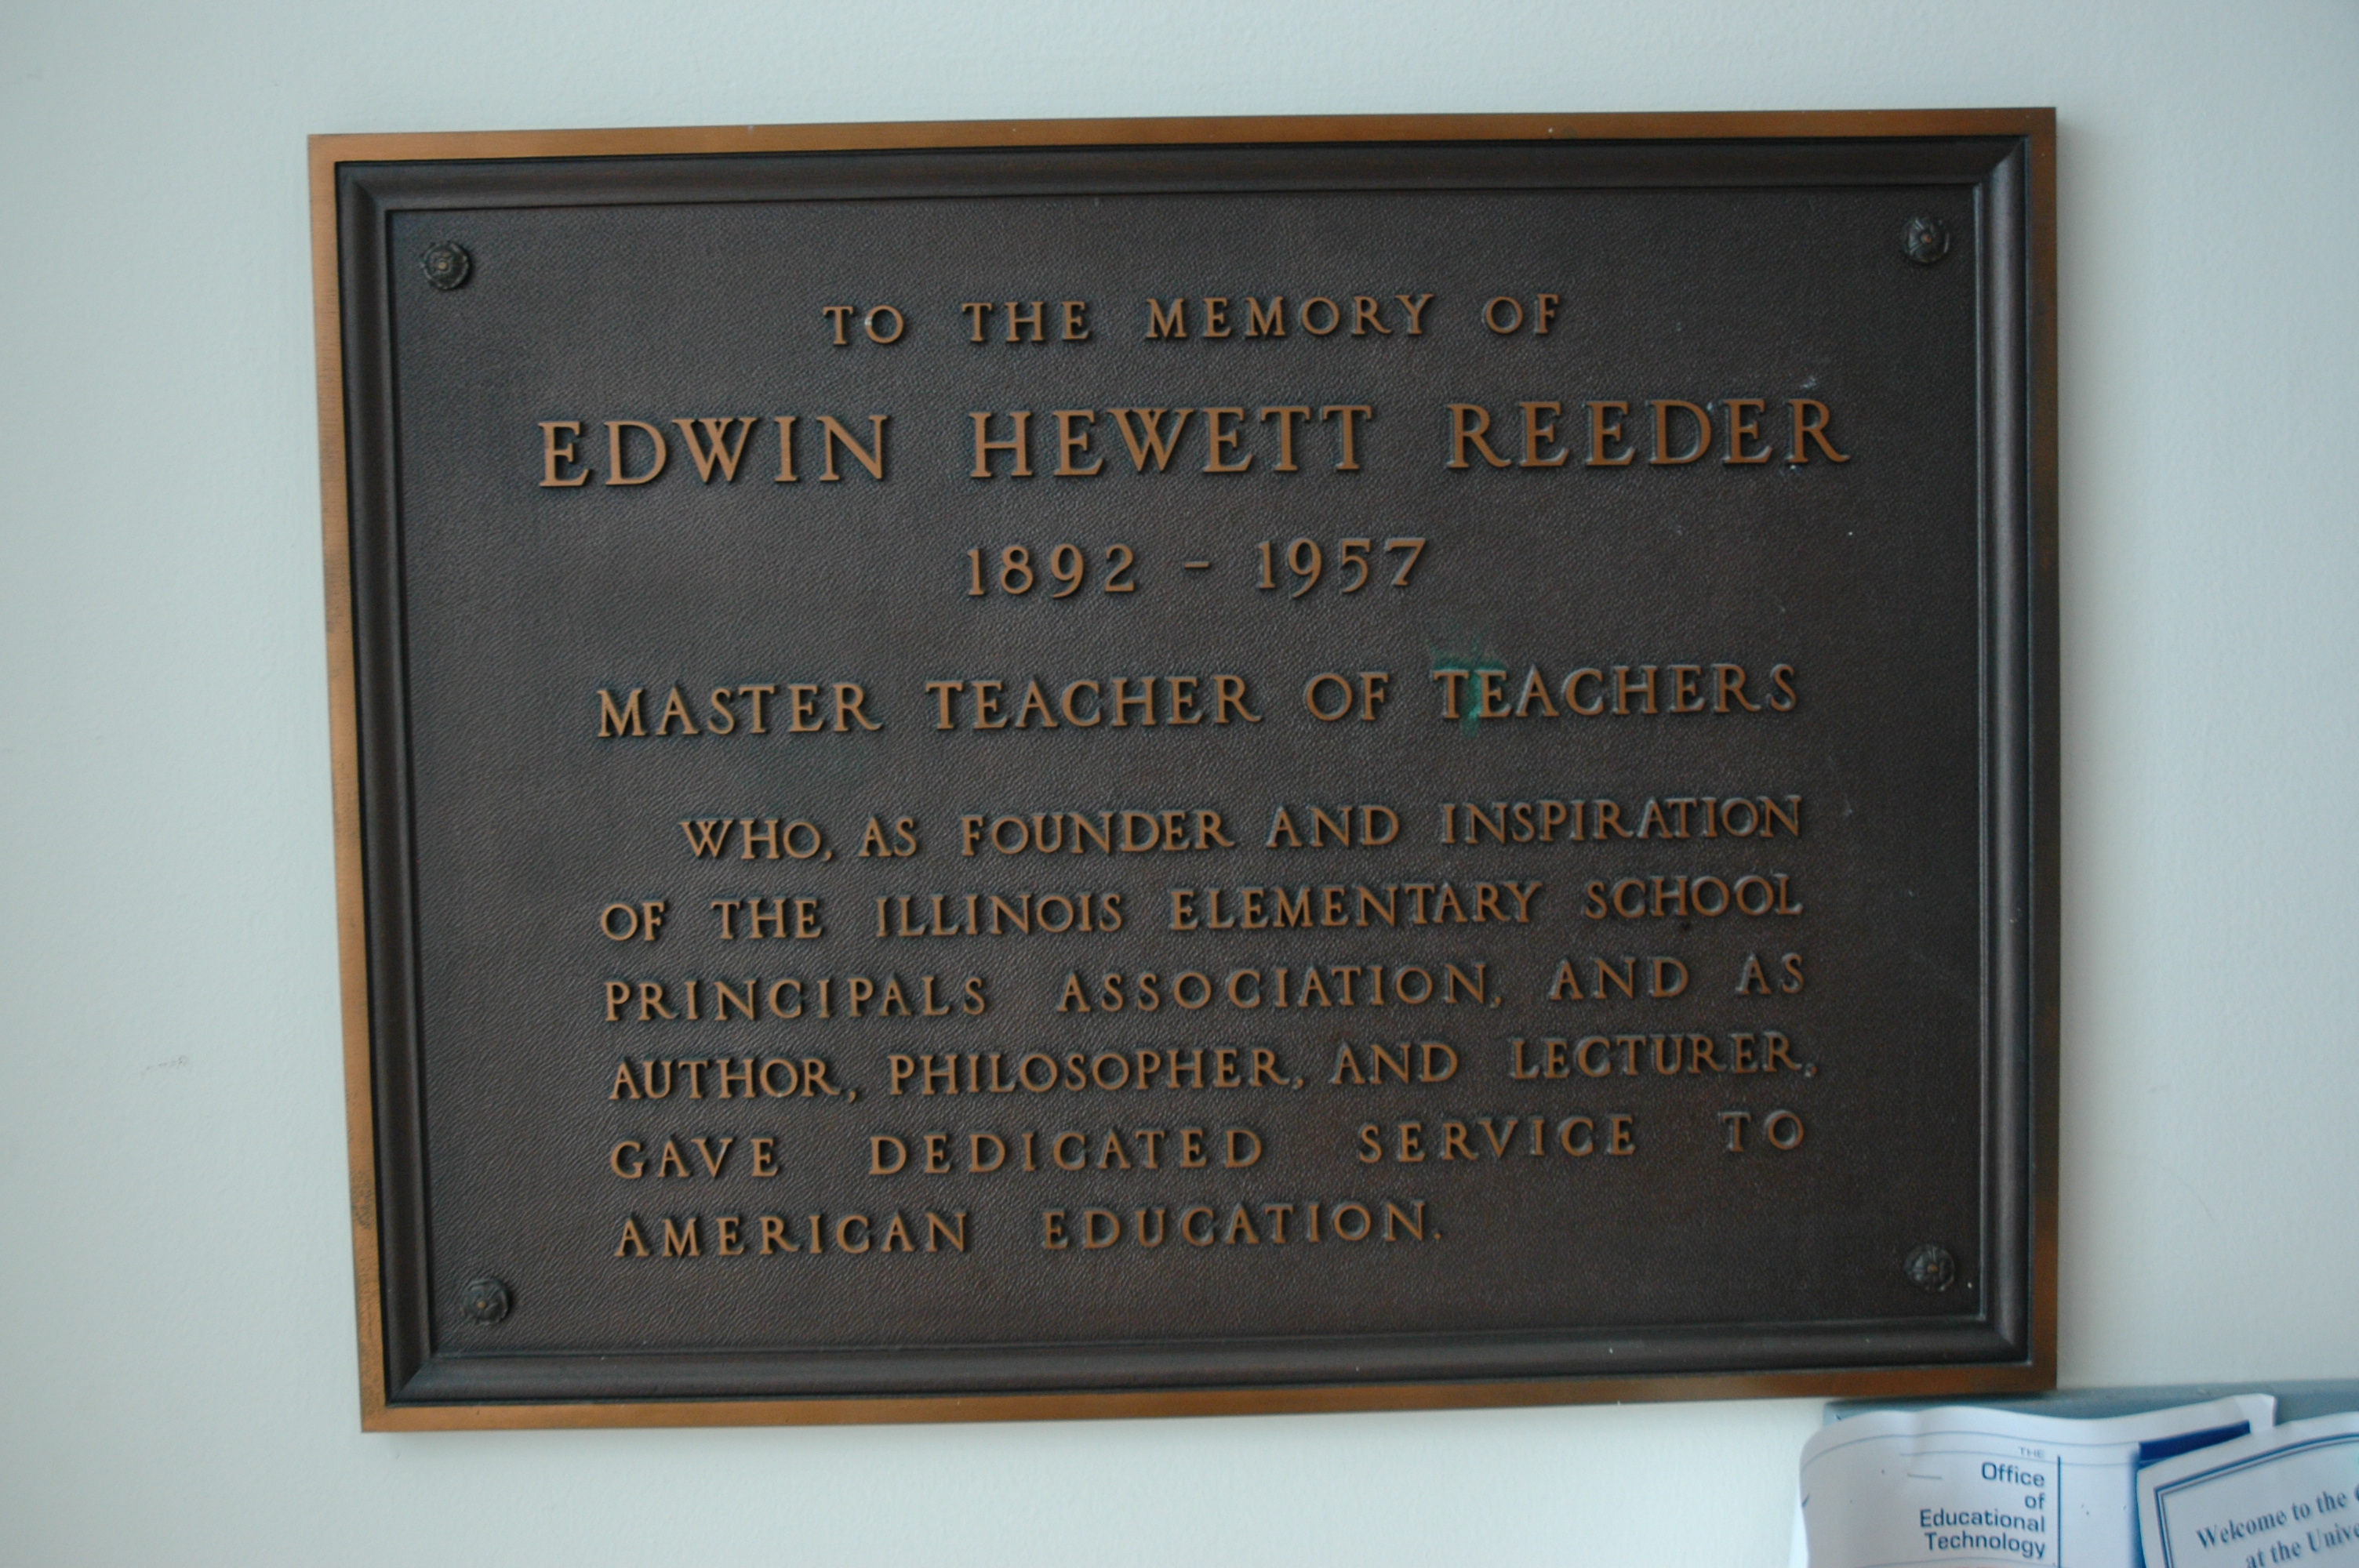 TO THE MEMORY OF
EDWIN HEWETT REEDER
1892 - 1957
MASTER TEACHER OF TEACHERS
WHO, AS FOUNDER AND INSPIRATION
OF THE ILLINOIS ELEMENTARY SCHOOL
PRINCIPALS ASSOCIATION, AND AS
AUTHOR, PHILOSOPHER, AND LECTURER,
GAVE DEDICATED SERVICE TO
AMERICAN EDUCATION.
THE
Office
of
Educational
Technology
Welcome to the
at the